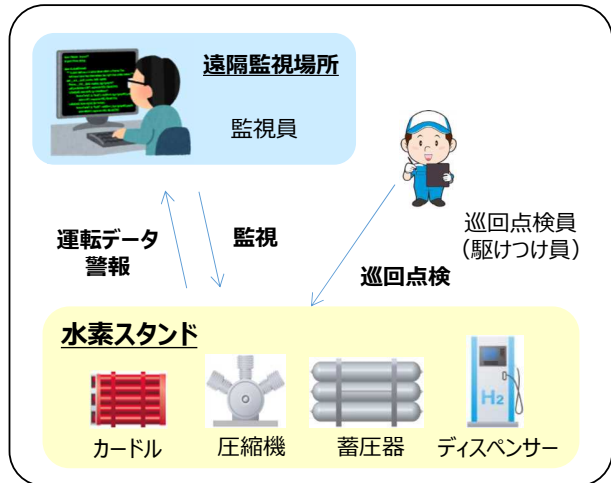 遠隔監視場所
監視員
運転データ
警報
監視
巡回点検
巡回点検員
（駆けつけ員）
水素スタンド
H2
カードル
圧縮機
蓄圧器
ディスペンサー